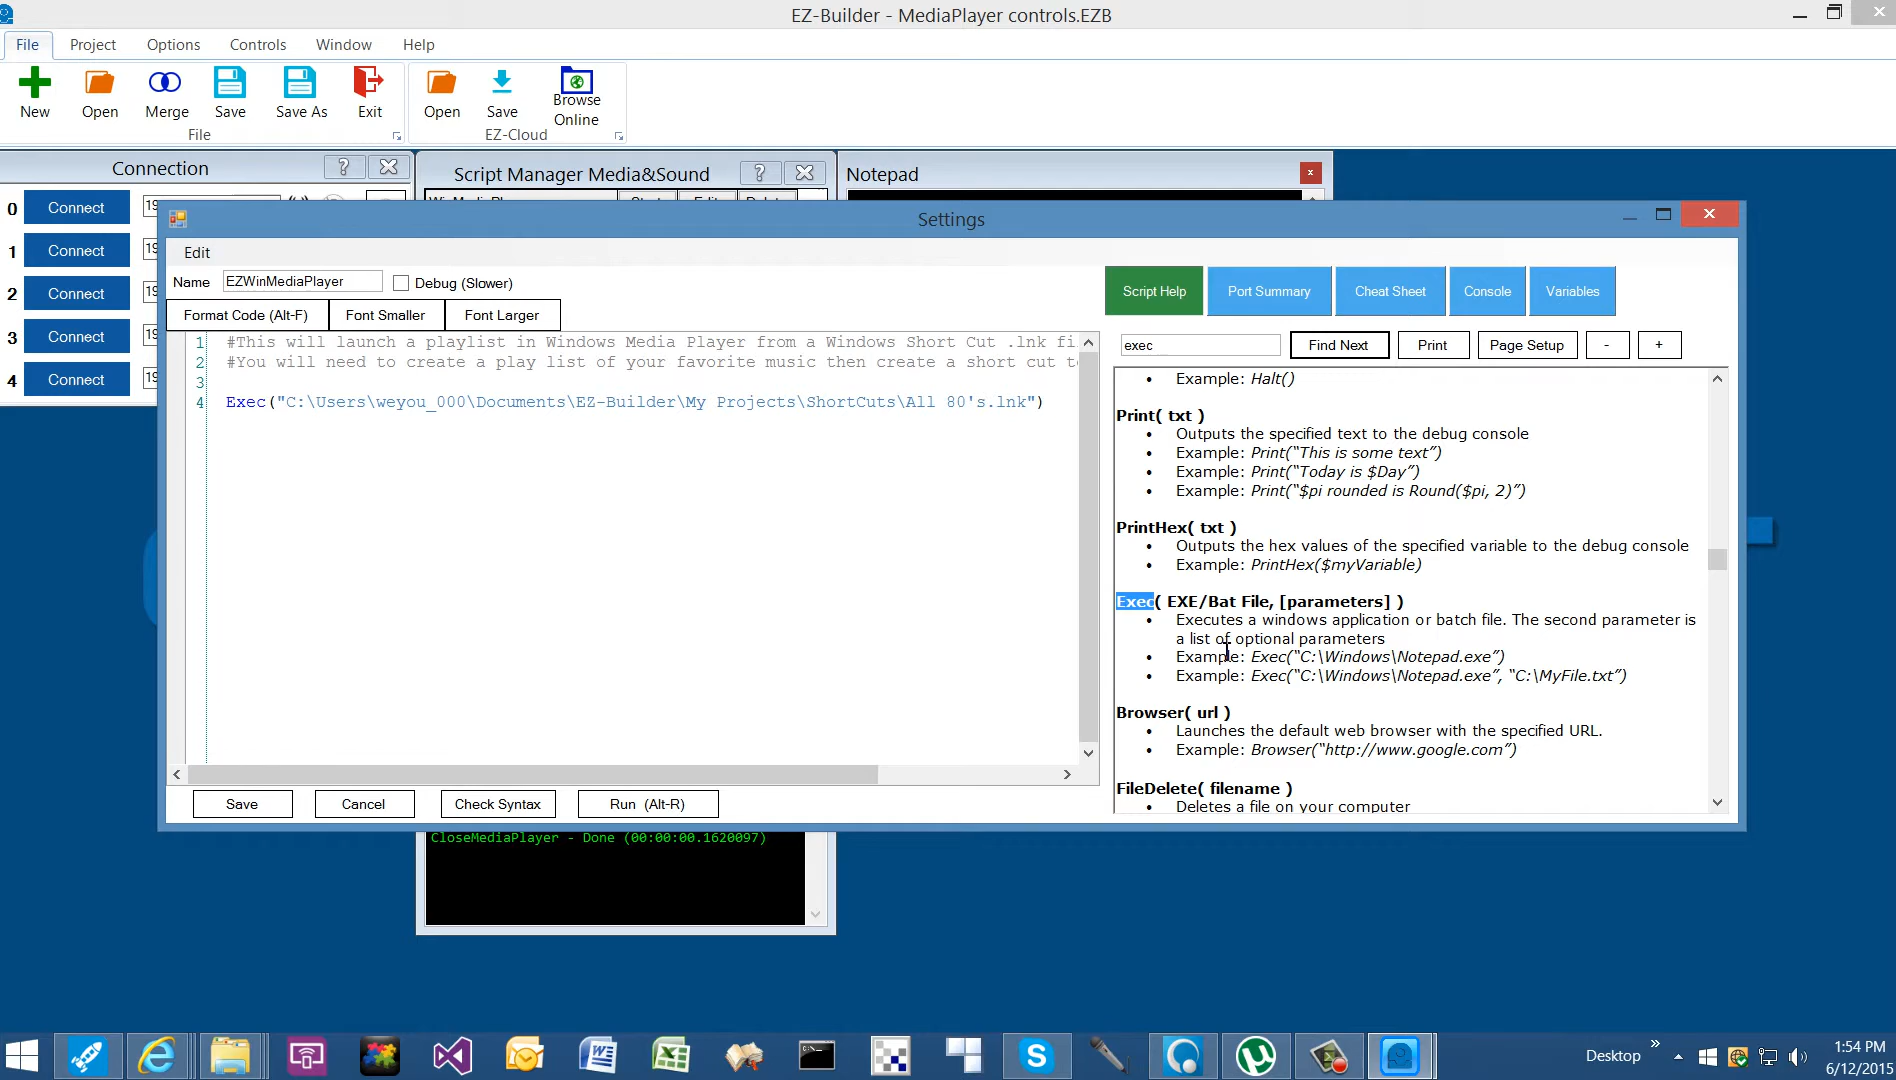 EZ-Builder - MediaPlayer controls.EZB
File Project Options Controls Window Help
New Open Merge Save Save As Exit Open Save Browse Online
File EZ-Cloud
Connection
Script Manager Media&Sound
Notepad
0 Connect
1 Connect
2 Connect
3 Connect
4 Connect
Settings
Edit
Name EZWinMediaPlayer Debug (Slower)
Format Code (Alt-F) Font Smaller Font Larger
1 #This will launch a playlist in Windows Media Player from a Windows Short Cut .lnk
2 #You will need to create a play list of your favorite music then create a short cut
3
4 Exec("C:\Users\weyou_000\Documents\EZ-Builder\My Projects\ShortCuts\All 80's.lnk")
Save Cancel Check Syntax Run (Alt-R)
Script Help Port Summary Cheat Sheet Console Variables
exec Find Next Print Page Setup - +
• Example: Halt()
Print( txt )
• Outputs the specified text to the debug console
• Example: Print(“This is some text”)
• Example: Print(“Today is $Day”)
• Example: Print(“$pi rounded is Round($pi, 2)”)
PrintHex( txt )
• Outputs the hex values of the specified variable to the debug console
• Example: PrintHex($myVariable)
Exec( EXE/Bat File, [parameters] )
• Executes a windows application or batch file. The second parameter is
a list of optional parameters
• Example: Exec(“C:\Windows\Notepad.exe”)
• Example: Exec(“C:\Windows\Notepad.exe”, “C:\MyFile.txt”)
Browser( url )
• Launches the default web browser with the specified URL.
• Example: Browser(“http://www.google.com”)
FileDelete( filename )
• Deletes a file on your computer
CloseMediaPlayer - Done (00:00:00.1620097)
Desktop
1:54 PM
6/12/2015